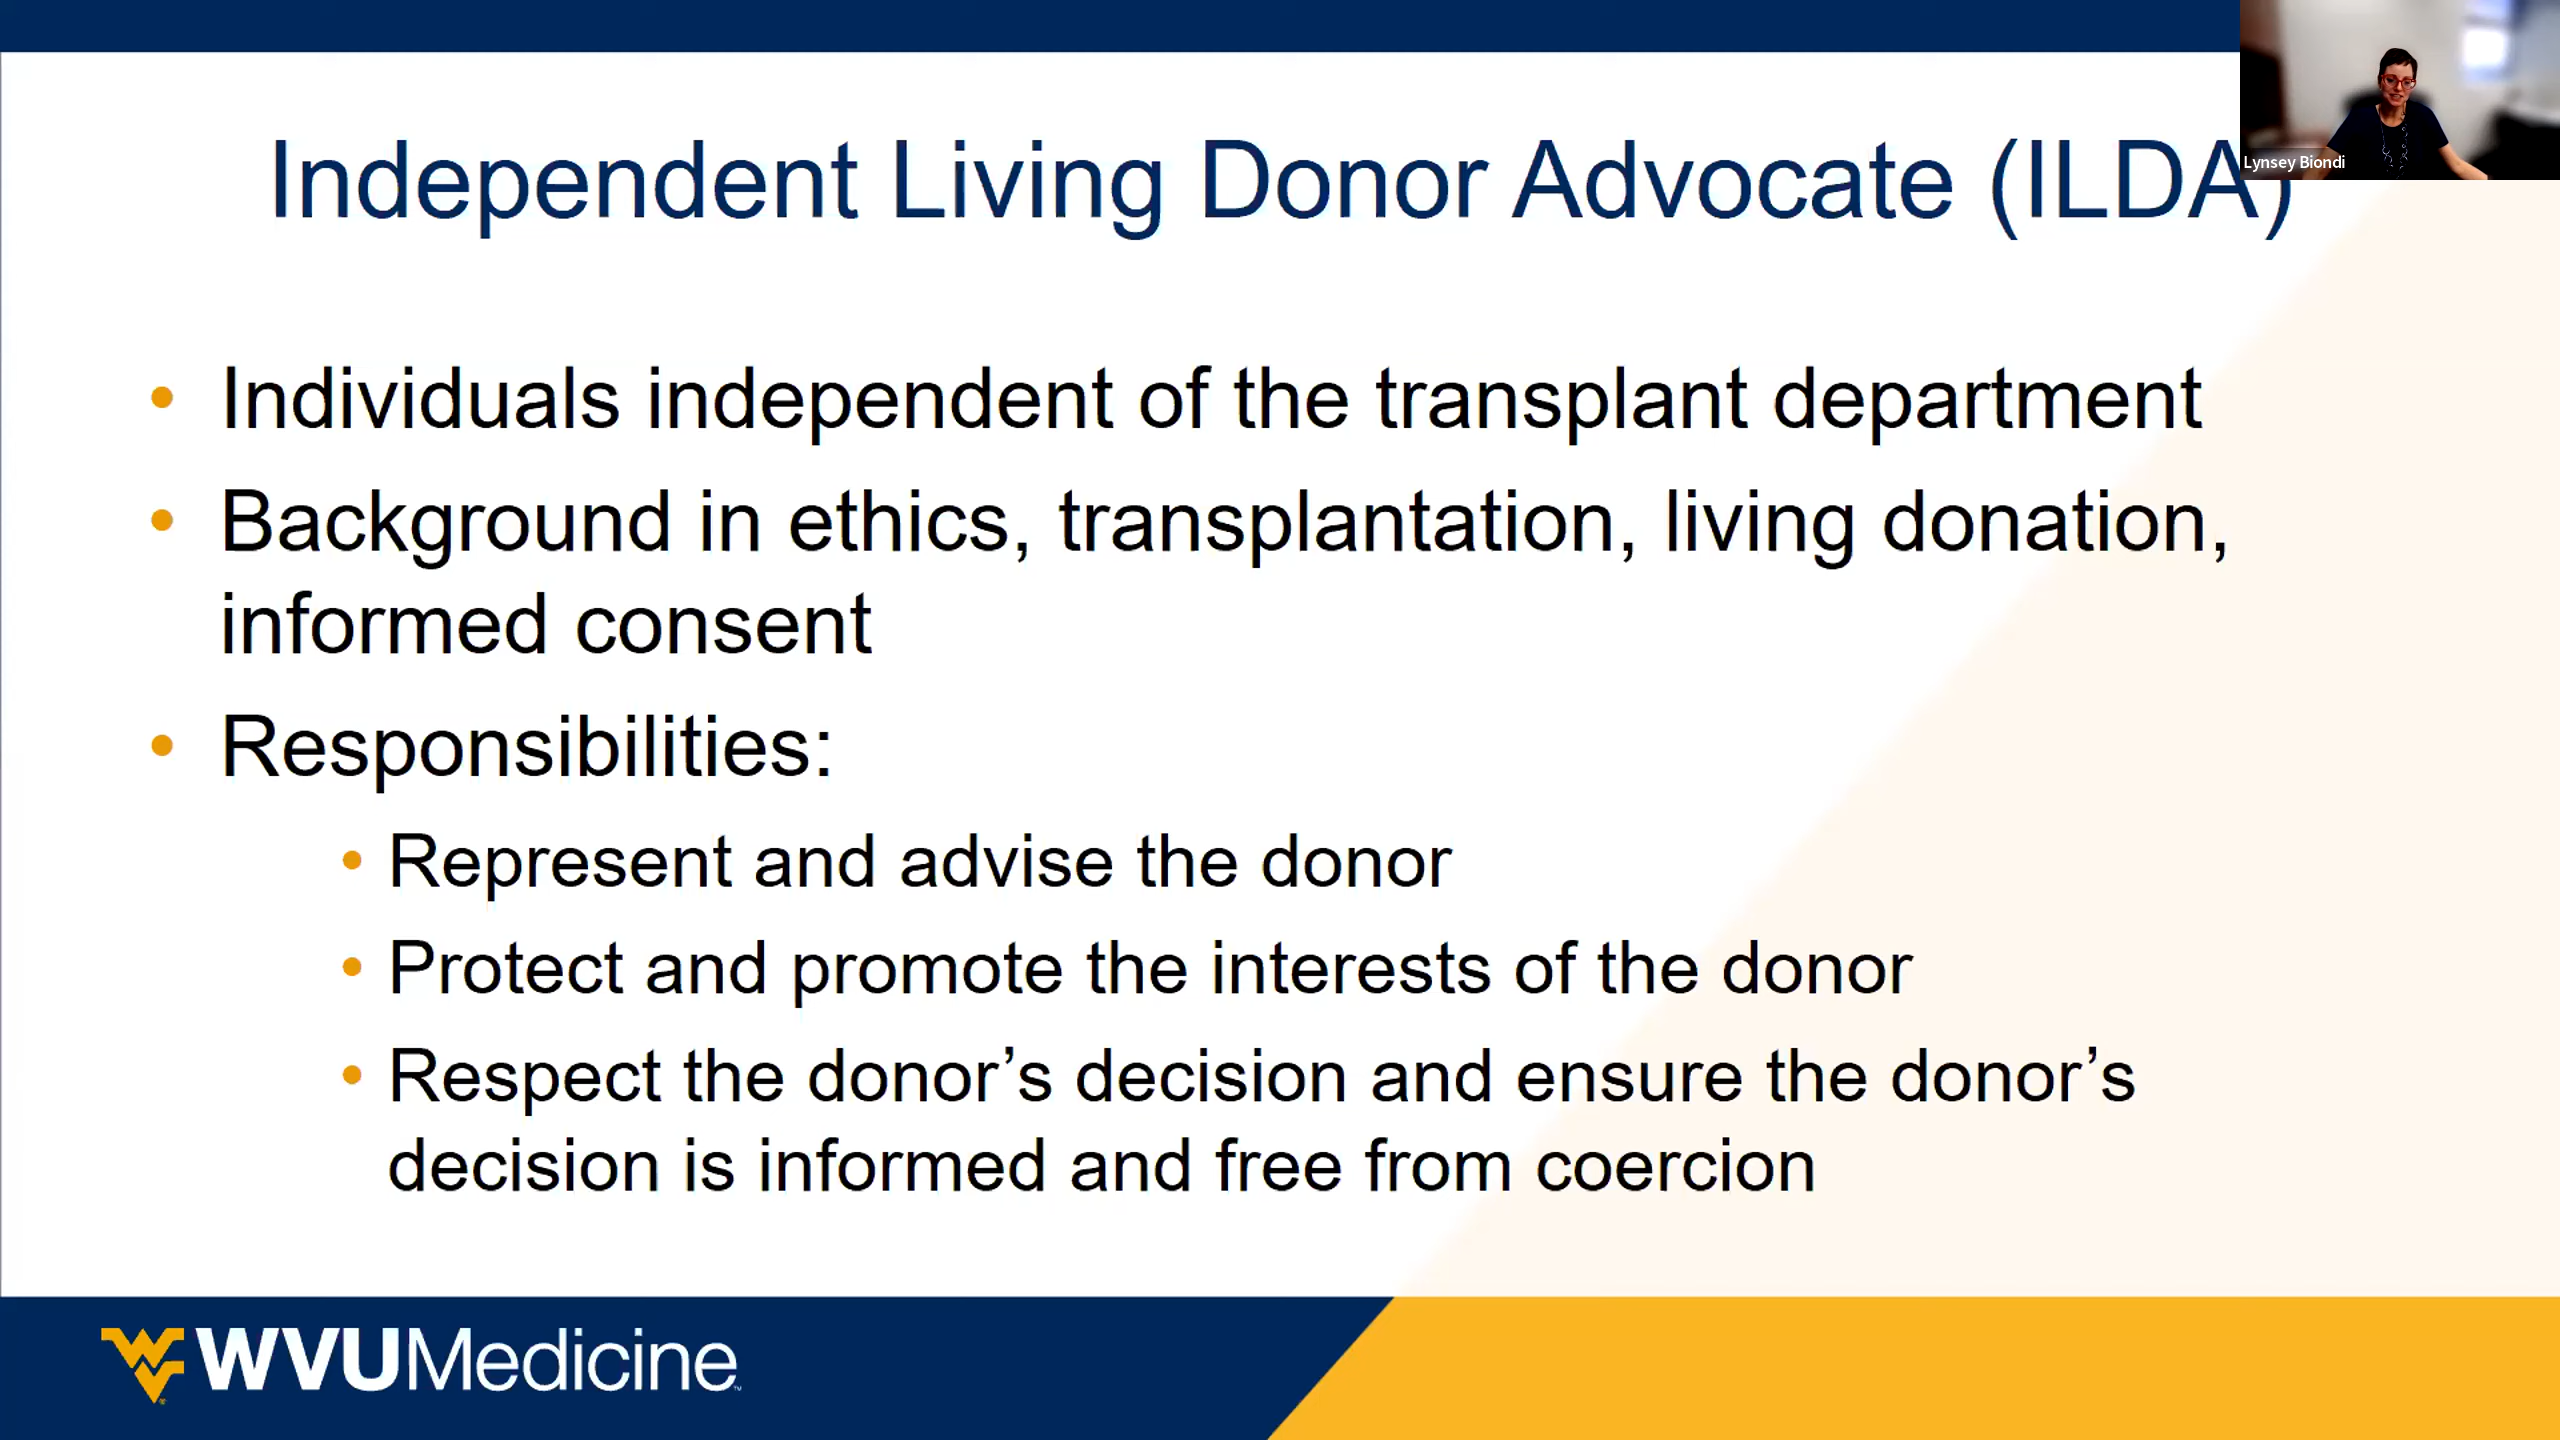 Independent Living Donor Advocate (ILDA)
Lynsey Biondi
• Individuals independent of the transplant department
• Background in ethics, transplantation, living donation,
informed consent
• Responsibilities:
• Represent and advise the donor
• Protect and promote the interests of the donor
• Respect the donor’s decision and ensure the donor’s
decision is informed and free from coercion
WVUMedicine™